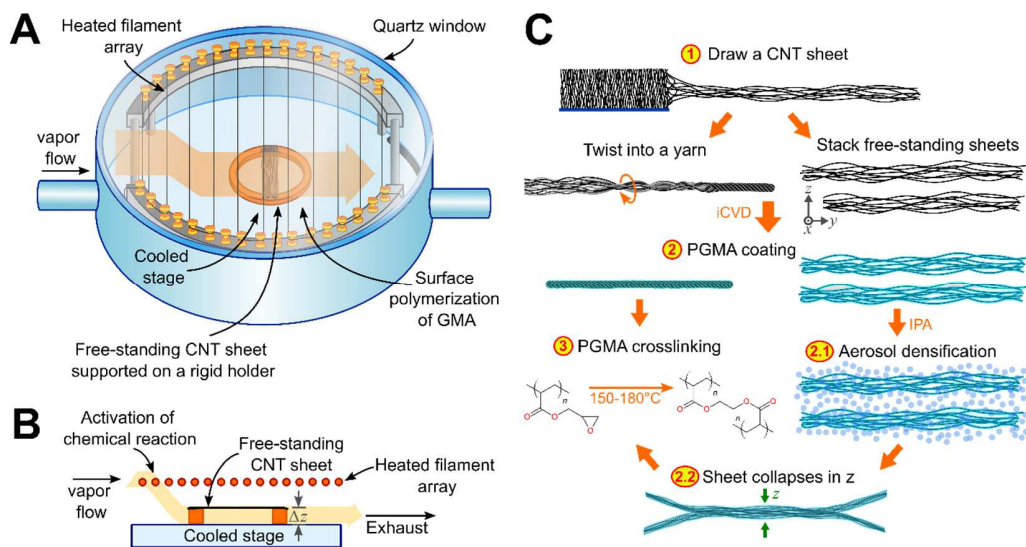 A
Heated filament
array
Quartz window
vapor
flow
Cooled
stage
Surface
polymerization
of GMA
Free-standing CNT sheet
supported on a rigid holder
B
Activation of
chemical reaction
Free-standing
CNT sheet
Heated filament
array
vapor
flow
Δz
Exhaust
Cooled stage
C
1 Draw a CNT sheet
Twist into a yarn
Stack free-standing sheets
iCVD
z
x
y
2 PGMA coating
IPA
3 PGMA crosslinking
2.1 Aerosol densification
n
O
O
O
150-180°C
n
O
O
O
O
n
2.2 Sheet collapses in z
z